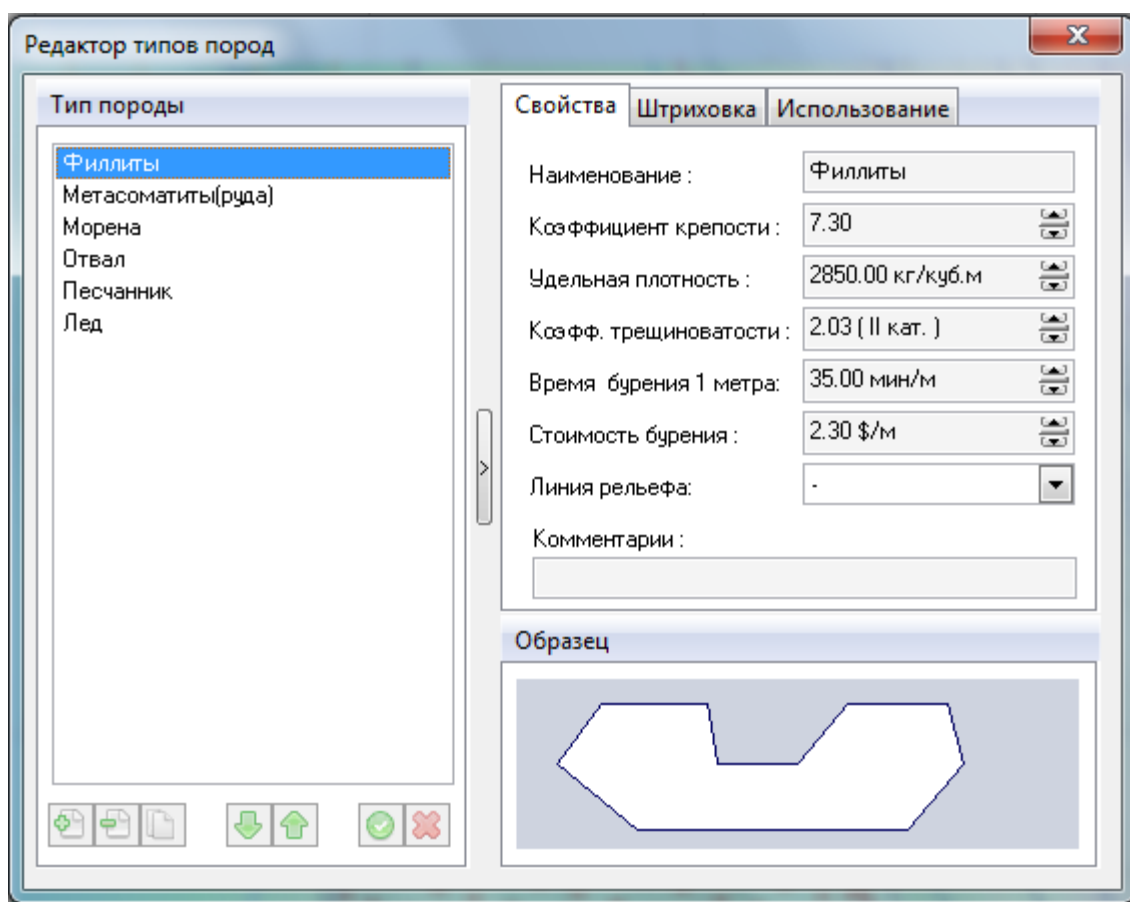 Редактор типов пород
Тип породы
Филлиты
Метасоматиты(руда)
Морена
Отвал
Песчанник
Лед
Свойства Штриховка Использование
Наименование : Филлиты
Коэффициент крепости : 7.30
Удельная плотность : 2850.00 кг/куб.м
Коэфф. трещиноватости : 2.03 ( II кат. )
Время бурения 1 метра: 35.00 мин/м
Стоимость бурения : 2.30 $/м
Линия рельефа: -
Комментарии :
Образец